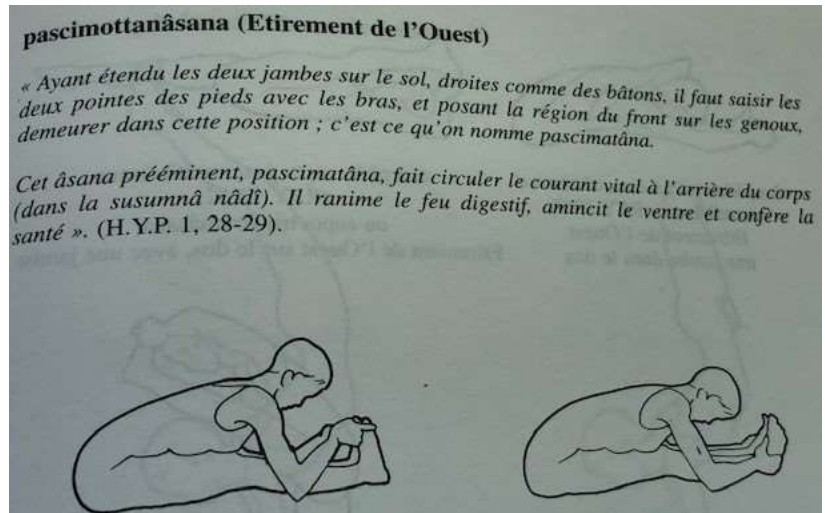 pascimottanâsana (Etirement de l'Ouest)
« Ayant étendu les deux jambes sur le sol, droites comme des bâtons, il faut saisir les
deux pointes des pieds avec les bras, et posant la région du front sur les genoux,
demeurer dans cette position ; c'est ce qu'on nomme pascimatâna.
Cet âsana prééminent, pascimatâna, fait circuler le courant vital à l'arrière du corps
(dans la susumnâ nâdî). Il ranime le feu digestif, amincit le ventre et confère la
santé ». (H.Y.P. 1, 28-29).